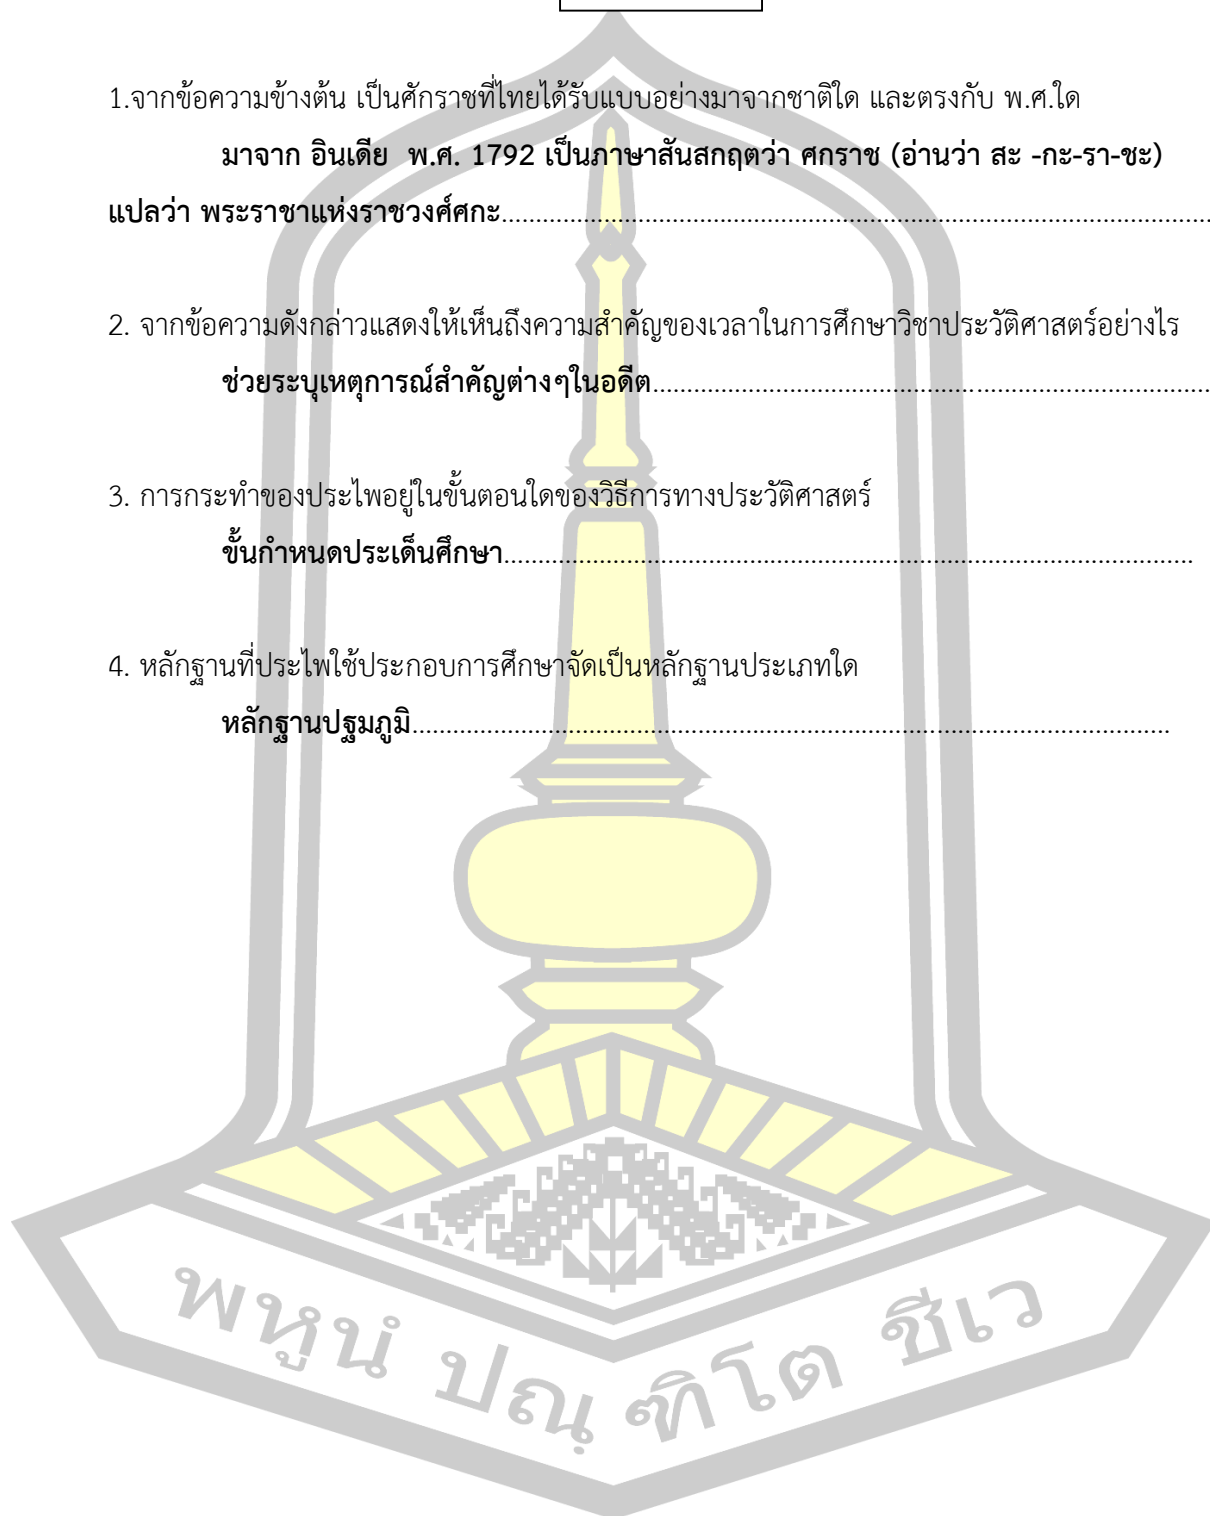 1.จากข้อความข้างต้น เป็นศักราชที่ไทยได้รับแบบอย่างมาจากชาติใด และตรงกับ พ.ศ.ใด
มาจาก อินเดีย  พ.ศ. 1792 เป็นภาษาสันสกฤตว่า ศกราช (อ่านว่า สะ -กะ-รา-ชะ)
แปลว่า พระราชาแห่งราชวงศ์ศกะ.......................................................................................................
2. จากข้อความดังกล่าวแสดงให้เห็นถึงความสำคัญของเวลาในการศึกษาวิชาประวัติศาสตร์อย่างไร
ช่วยระบุเหตุการณ์สำคัญต่างๆในอดีต.................................................................................
3. การกระทำของประไพอยู่ในขั้นตอนใดของวิธีการทางประวัติศาสตร์
ขั้นกำหนดประเด็นศึกษา....................................................................................................
4. หลักฐานที่ประไพใช้ประกอบการศึกษาจัดเป็นหลักฐานประเภทใด
หลักฐานปฐมภูมิ..............................................................................................................
พหูนํ ปณฺฑิโต ชีเว